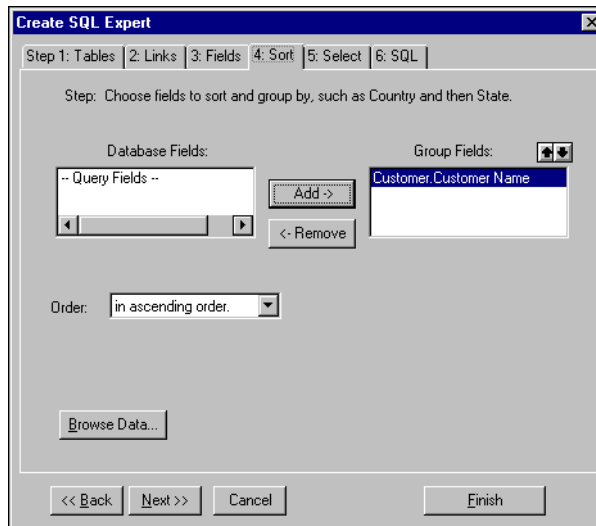 Create SQL Expert
Step 1: Tables 2: Links 3: Fields 4: Sort 5: Select 6: SQL
Step: Choose fields to sort and group by, such as Country and then State.
Database Fields:
Group Fields:
-- Query Fields --
Add ->
<- Remove
Customer.Customer Name
Order: in ascending order.
Browse Data...
<< Back Next >> Cancel Finish